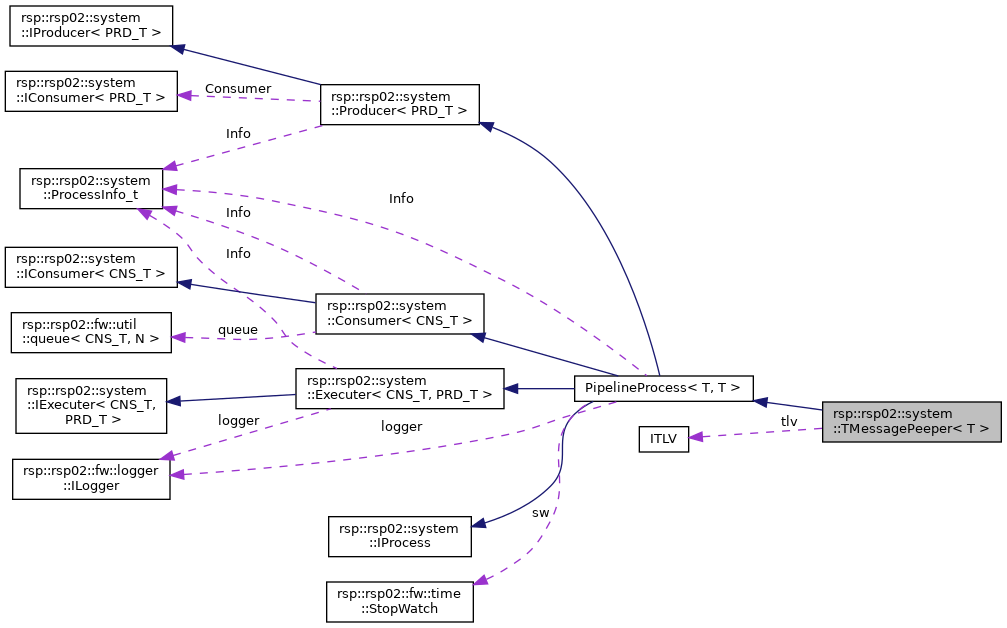 rsp::rsp02::system
::IProducer< PRD_T >
rsp::rsp02::system
::IConsumer< PRD_T >
Consumer
rsp::rsp02::system
::Producer< PRD_T >
Info
rsp::rsp02::system
::ProcessInfo_t
Info
Info
Info
rsp::rsp02::system
::IConsumer< CNS_T >
rsp::rsp02::system
::Consumer< CNS_T >
rsp::rsp02::fw::util
::queue< CNS_T, N >
queue
rsp::rsp02::system
::Executer< CNS_T, PRD_T >
PipelineProcess< T, T >
rsp::rsp02::system
::IExecuter< CNS_T,
PRD_T >
logger
logger
ITLV
tlv
rsp::rsp02::system
::TMessagePeeper< T >
rsp::rsp02::fw::logger
::ILogger
sw
rsp::rsp02::system
::IProcess
rsp::rsp02::fw::time
::StopWatch